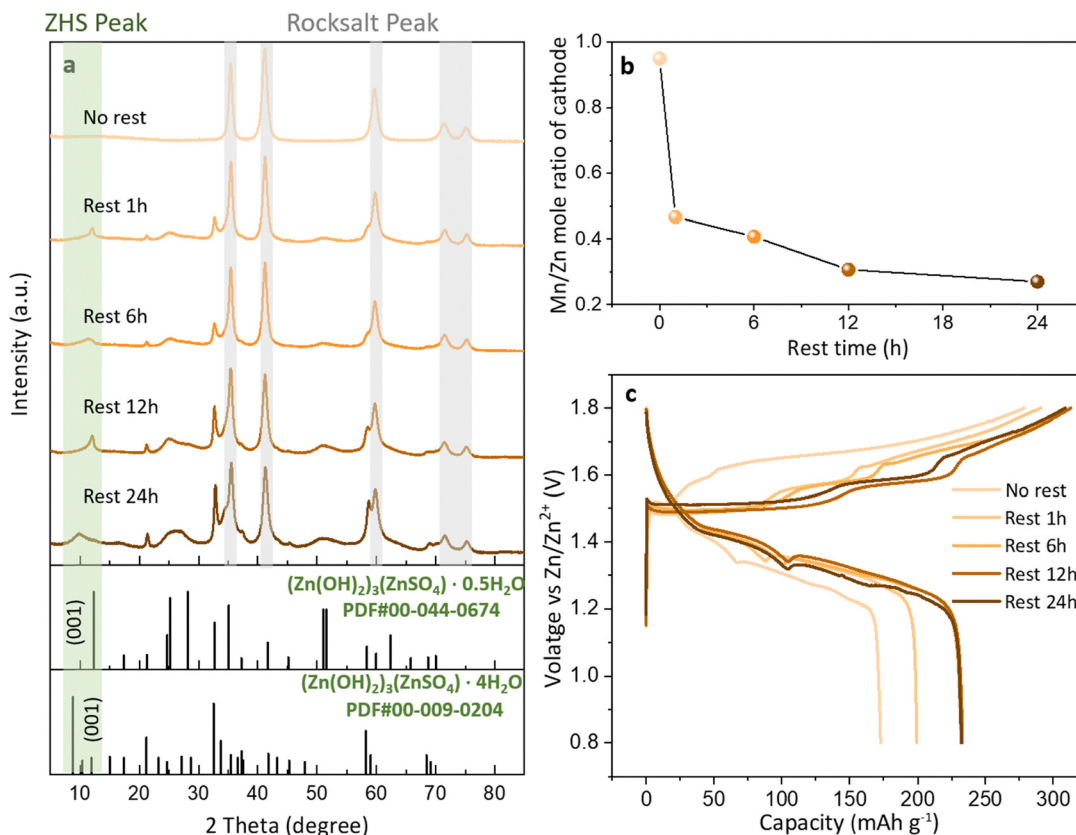 ZHS Peak
Rocksalt Peak
a
No rest
Rest 1h
Rest 6h
Rest 12h
Rest 24h
Intensity (a.u.)
(Zn(OH)₂)₃(ZnSO₄) · 0.5H₂O
PDF#00-044-0674
(001)
(Zn(OH)₂)₃(ZnSO₄) · 4H₂O
PDF#00-009-0204
(001)
10 20 30 40 50 60 70 80
2 Theta (degree)
b
Mn/Zn mole ratio of cathode
1.0
0.8
0.6
0.4
0.2
0 6 12 18 24
Rest time (h)
c
Volatge vs Zn/Zn²⁺ (V)
1.8
1.6
1.4
1.2
1.0
0.8
No rest
Rest 1h
Rest 6h
Rest 12h
Rest 24h
0 50 100 150 200 250 300
Capacity (mAh g⁻¹)